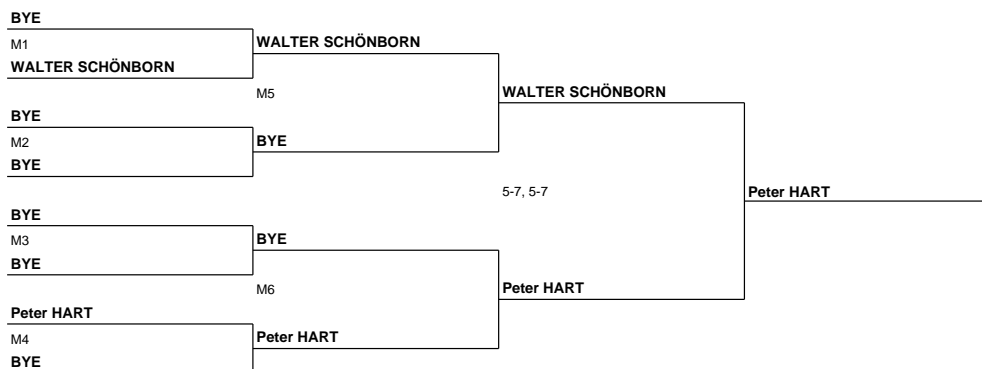 BYE
M1
WALTER SCHÖNBORN
WALTER SCHÖNBORN
M5
WALTER SCHÖNBORN
BYE
M2
BYE
BYE
5-7, 5-7
Peter HART
BYE
M3
BYE
BYE
M6
Peter HART
Peter HART
M4
Peter HART
BYE